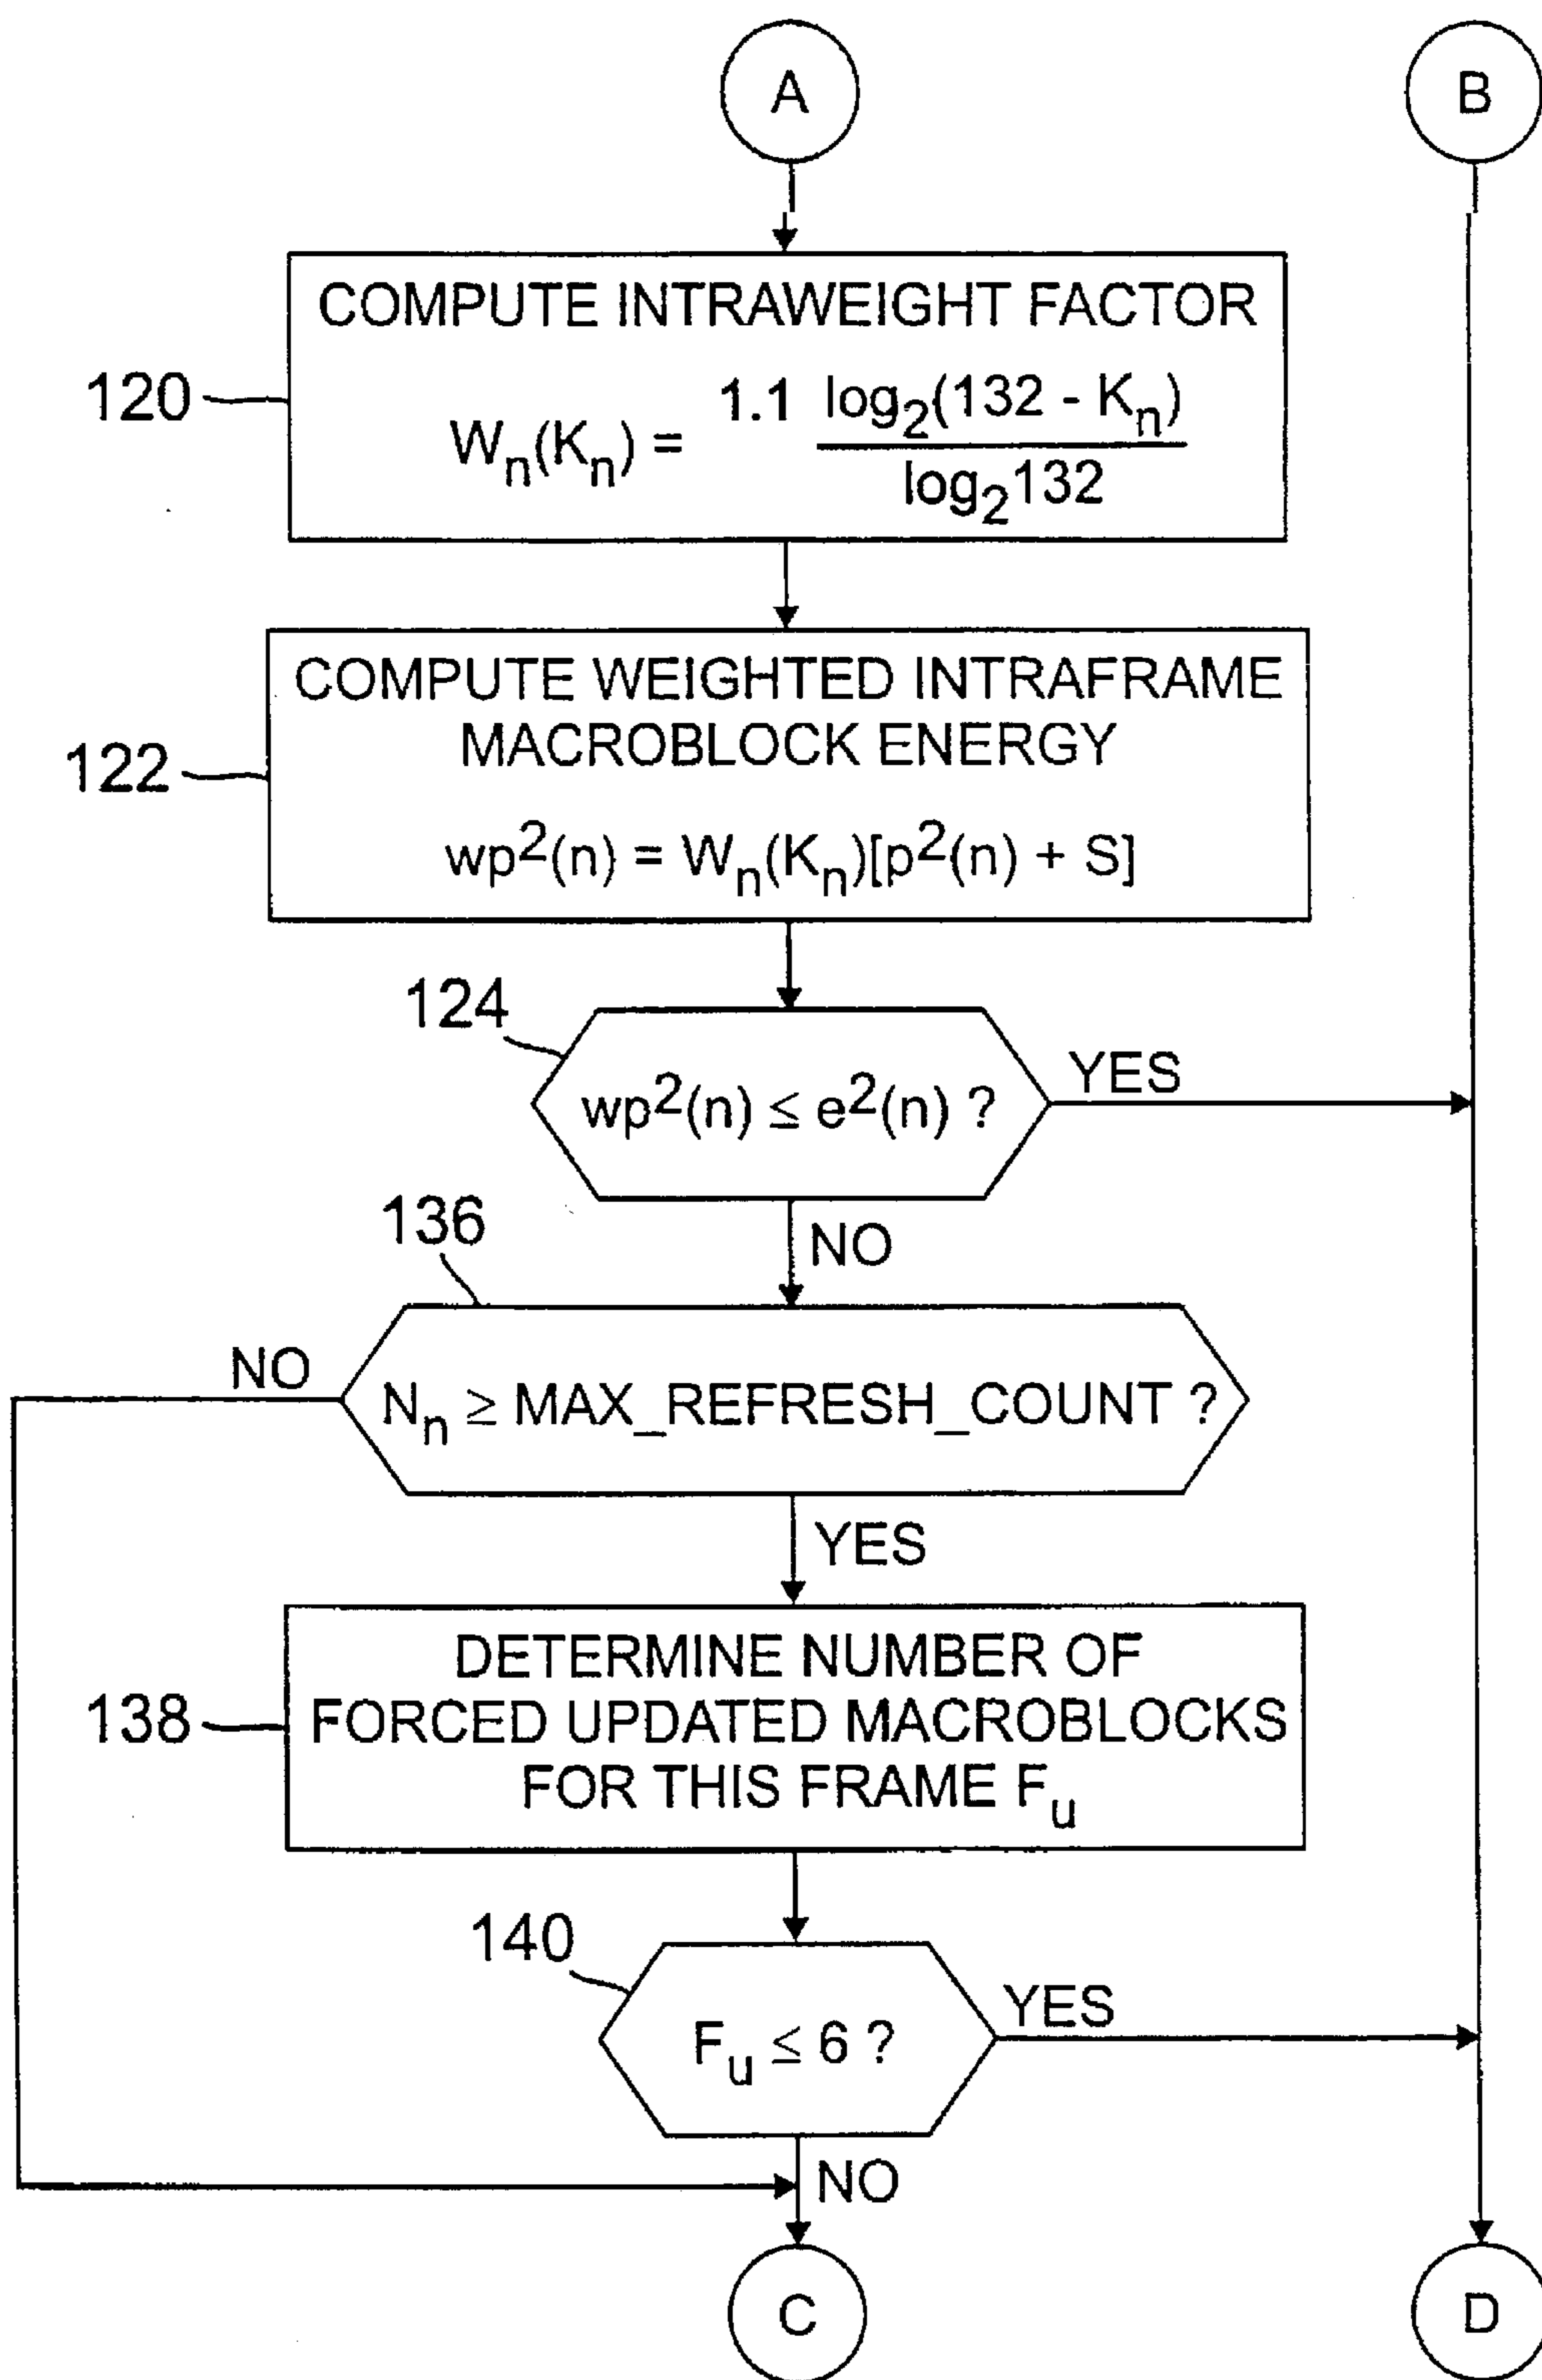 A
B
COMPUTE INTRAWEIGHT FACTOR
120
W_n(K_n) = 1.1 log_2(132 - K_n) / log_2 132
COMPUTE WEIGHTED INTRAFRAME
MACROBLOCK ENERGY
122
wp^2(n) = W_n(K_n)[p^2(n) + S]
124
YES
wp^2(n) ≤ e^2(n) ?
136
NO
NO
N_n ≥ MAX_REFRESH_COUNT ?
YES
DETERMINE NUMBER OF
138
FORCED UPDATED MACROBLOCKS
FOR THIS FRAME F_u
140
YES
F_u ≤ 6 ?
NO
C
D